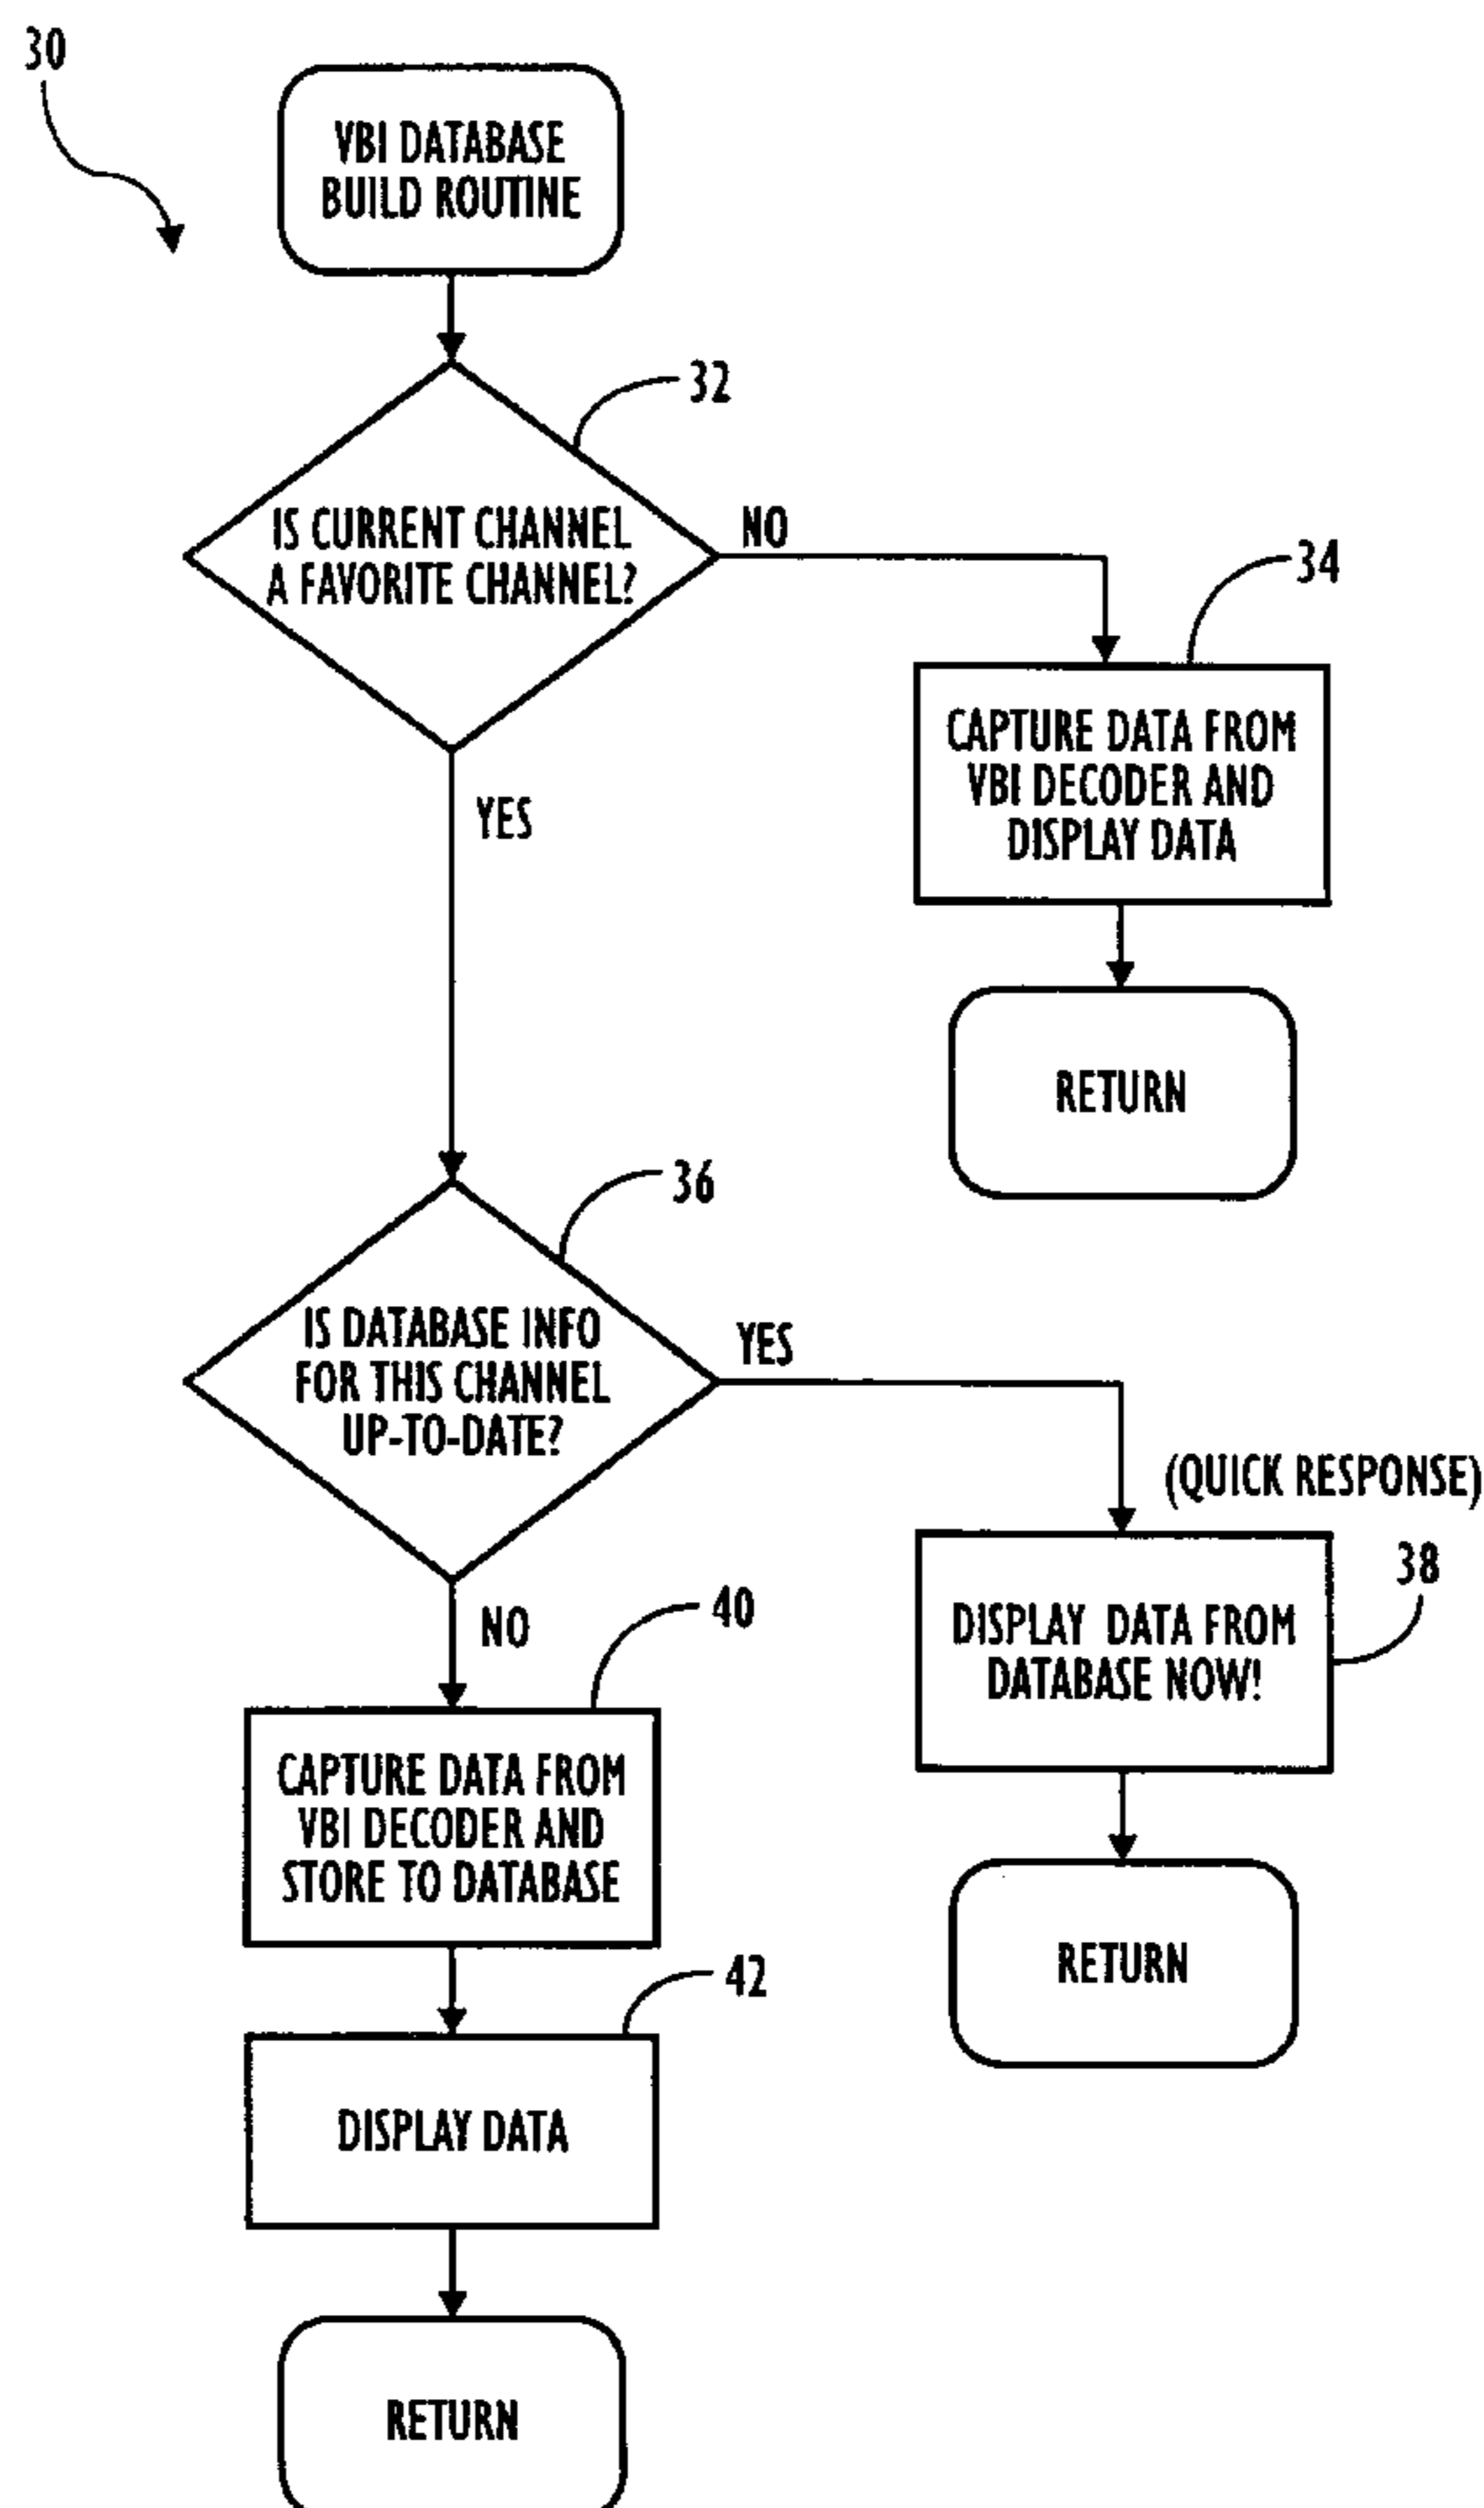 30
VBI DATABASE
BUILD ROUTINE
32
IS CURRENT CHANNEL
A FAVORITE CHANNEL?
NO
34
CAPTURE DATA FROM
VBI DECODER AND
DISPLAY DATA
YES
RETURN
36
IS DATABASE INFO
FOR THIS CHANNEL
UP-TO-DATE?
YES
(QUICK RESPONSE)
38
DISPLAY DATA FROM
DATABASE NOW!
NO
40
CAPTURE DATA FROM
VBI DECODER AND
STORE TO DATABASE
RETURN
42
DISPLAY DATA
RETURN